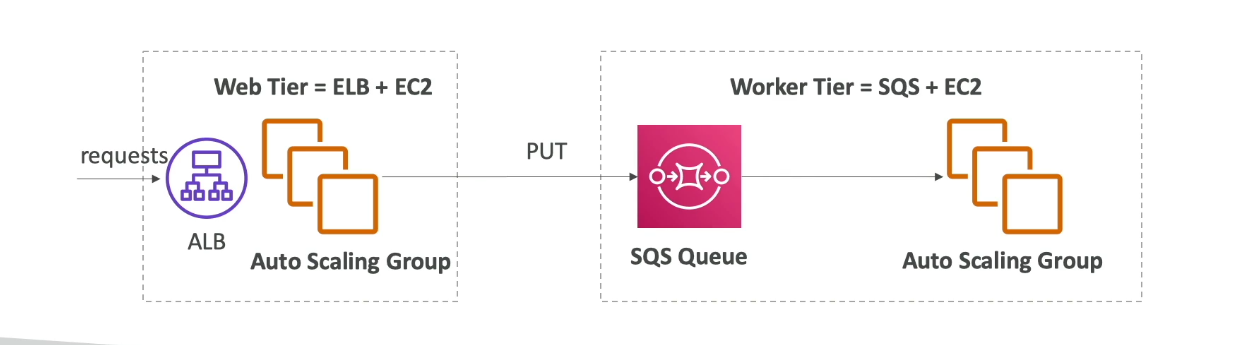 Web Tier = ELB + EC2
requests
ALB
Auto Scaling Group
PUT
Worker Tier = SQS + EC2
SQS Queue
Auto Scaling Group